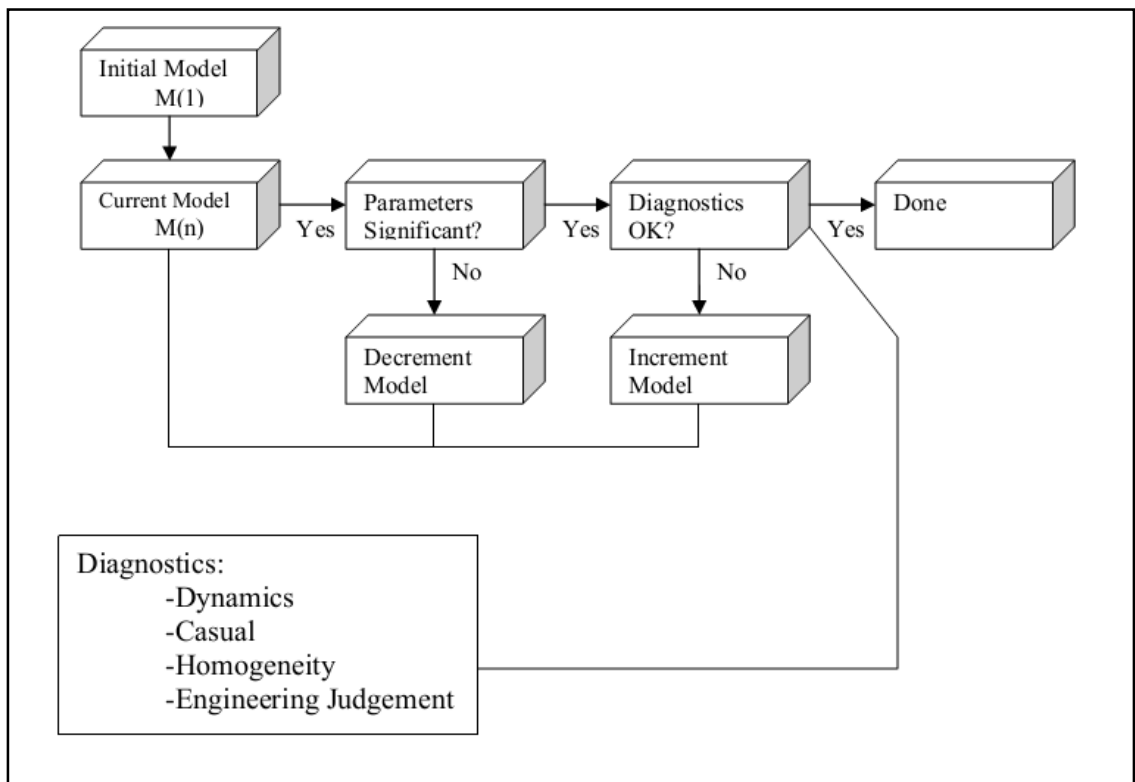 Initial Model
M(1)
Current Model
M(n)
Yes
Parameters
Significant?
Yes
Diagnostics
OK?
Yes
Done
No
No
Decrement
Model
Increment
Model
Diagnostics:
-Dynamics
-Casual
-Homogeneity
-Engineering Judgement